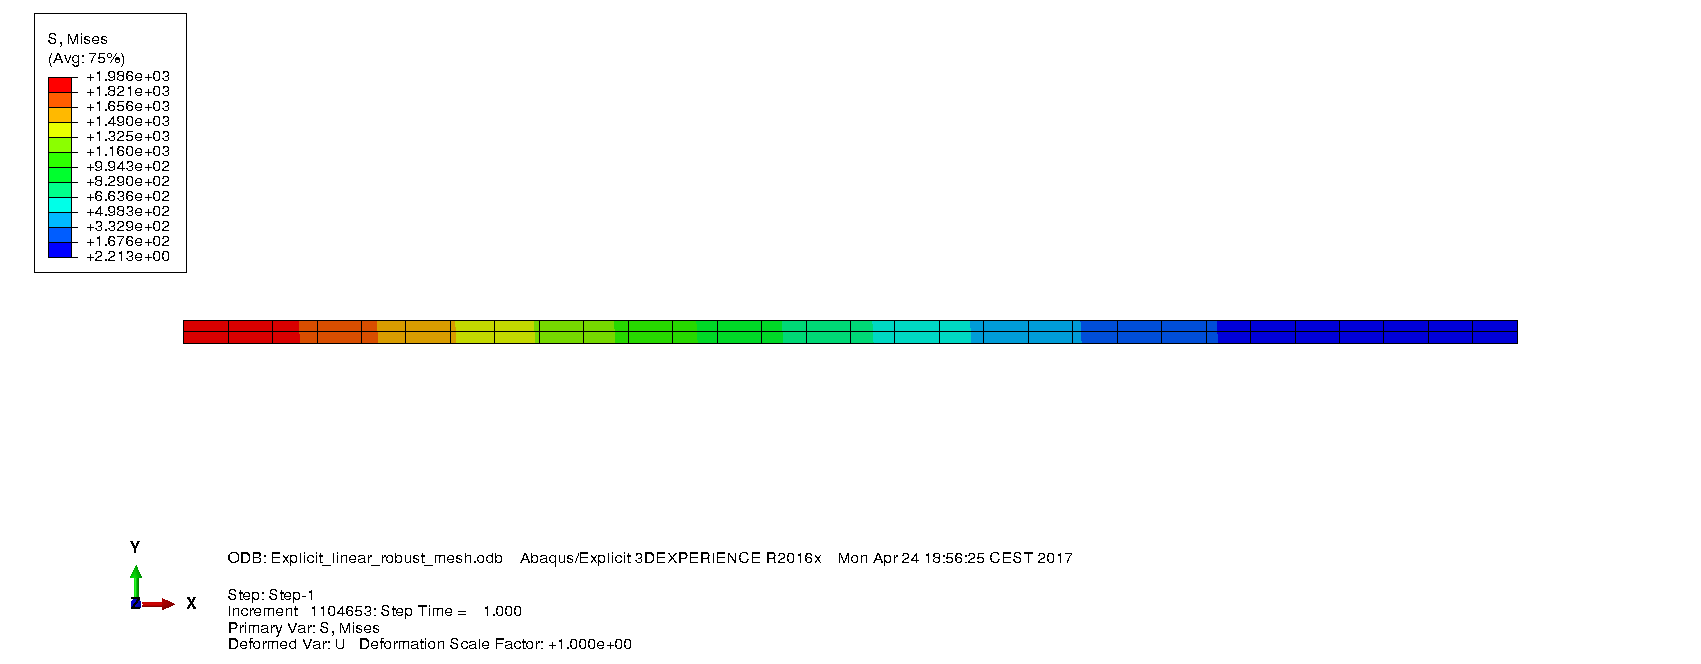 S, Mises
(Avg: 75%)
+1.986e+03
+1.821e+03
+1.656e+03
+1.490e+03
+1.325e+03
+1.160e+03
+9.943e+02
+8.290e+02
+6.636e+02
+4.983e+02
+3.329e+02
+1.676e+02
+2.213e+00
Y
X
ODB: Explicit_linear_robust_mesh.odb    Abaqus/Explicit 3DEXPERIENCE R2016x    Mon Apr 24 18:56:25 CEST 2017
Step: Step-1
Increment   1104653: Step Time =    1.000
Primary Var: S, Mises
Deformed Var: U   Deformation Scale Factor: +1.000e+00